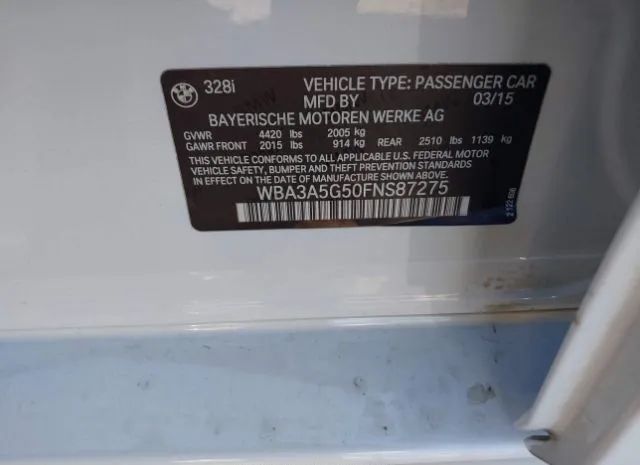 328i VEHICLE TYPE: PASSENGER CAR
MFD BY 03/15
BAYERISCHE MOTOREN WERKE AG
GVWR 4420 lbs 2005 kg
GAWR FRONT 2015 lbs 914 kg REAR 2510 lbs 1139 kg
THIS VEHICLE CONFORMS TO ALL APPLICABLE U.S. FEDERAL MOTOR
VEHICLE SAFETY, BUMPER AND THEFT PREVENTION STANDARDS
IN EFFECT ON THE DATE OF MANUFACTURE SHOWN ABOVE.
WBA3A5G50FNS87275